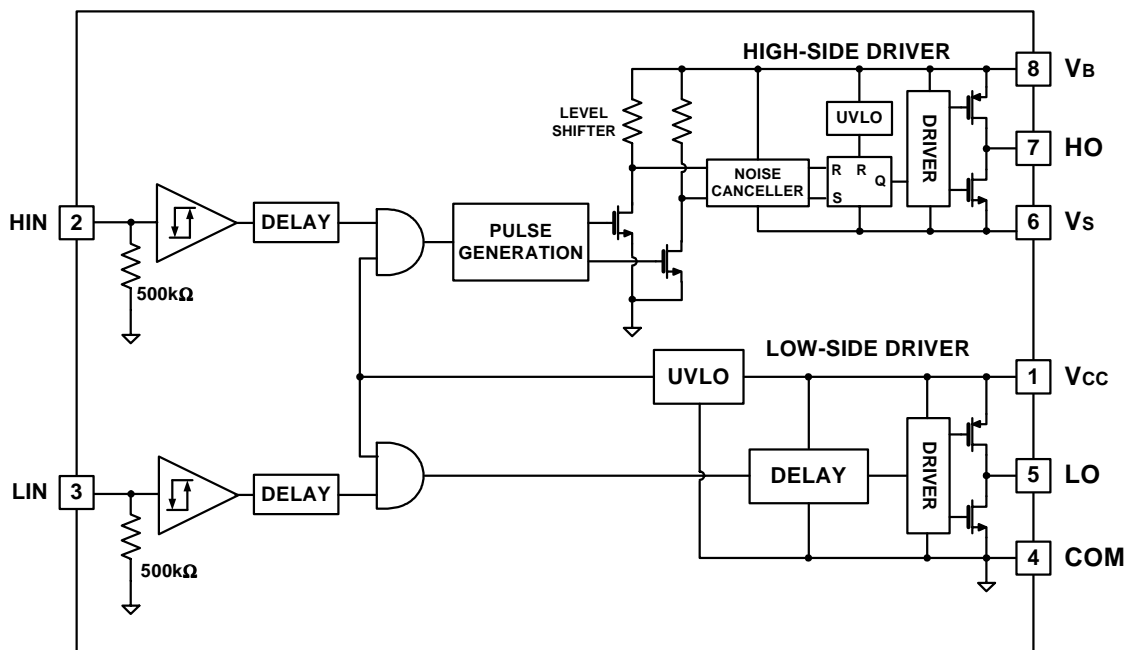 HIGH-SIDE DRIVER
8 VB
LEVEL
SHIFTER
UVLO
DRIVER
7 HO
NOISE
CANCELLER
R R
S Q
HIN 2
DELAY
PULSE
GENERATION
6 VS
500kΩ
LOW-SIDE DRIVER
UVLO
1 VCC
LIN 3
DELAY
DELAY
DRIVER
5 LO
500kΩ
4 COM